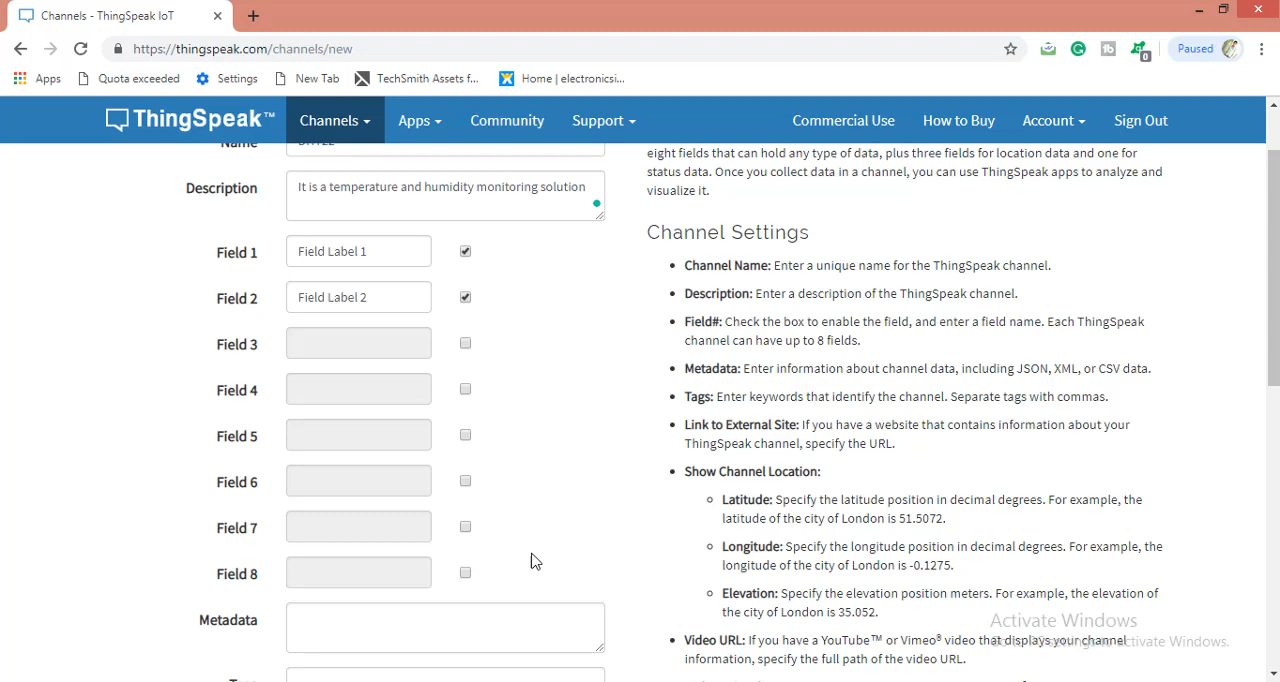 Channels - ThingSpeak IoT
https://thingspeak.com/channels/new
Paused
Apps
Quota exceeded
Settings
New Tab
TechSmith Assets f...
Home | electronicsi...
ThingSpeak™
Channels
Apps
Community
Support
Commercial Use
How to Buy
Account
Sign Out
Name
Description
It is a temperature and humidity monitoring solution
Field 1
Field Label 1
Field 2
Field Label 2
Field 3
Field 4
Field 5
Field 6
Field 7
Field 8
Metadata
eight fields that can hold any type of data, plus three fields for location data and one for
status data. Once you collect data in a channel, you can use ThingSpeak apps to analyze and
visualize it.
Channel Settings
• Channel Name: Enter a unique name for the ThingSpeak channel.
• Description: Enter a description of the ThingSpeak channel.
• Field#: Check the box to enable the field, and enter a field name. Each ThingSpeak
channel can have up to 8 fields.
• Metadata: Enter information about channel data, including JSON, XML, or CSV data.
• Tags: Enter keywords that identify the channel. Separate tags with commas.
• Link to External Site: If you have a website that contains information about your
ThingSpeak channel, specify the URL.
• Show Channel Location:
Latitude: Specify the latitude position in decimal degrees. For example, the
latitude of the city of London is 51.5072.
Longitude: Specify the longitude position in decimal degrees. For example, the
longitude of the city of London is -0.1275.
Elevation: Specify the elevation position meters. For example, the elevation of
the city of London is 35.052.
• Video URL: If you have a YouTube™ or Vimeo® video that displays your channel
information, specify the full path of the video URL.
Activate Windows
Go to PC settings to activate Windows.